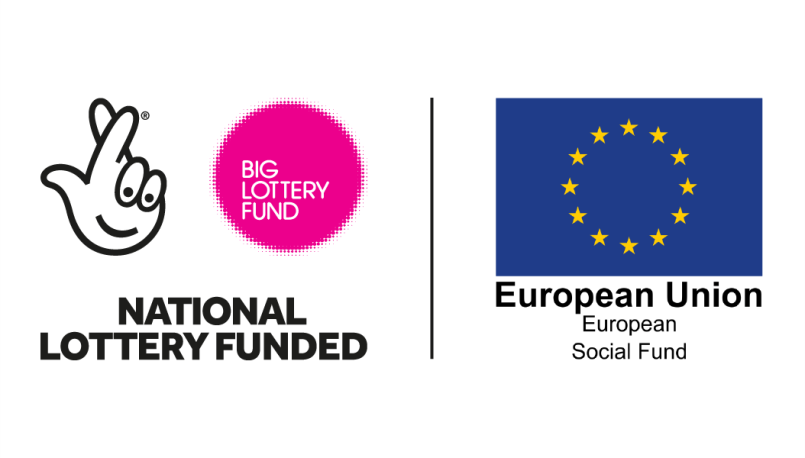 ®
BIG
LOTTERY
FUND
NATIONAL
LOTTERY FUNDED
European Union
European
Social Fund